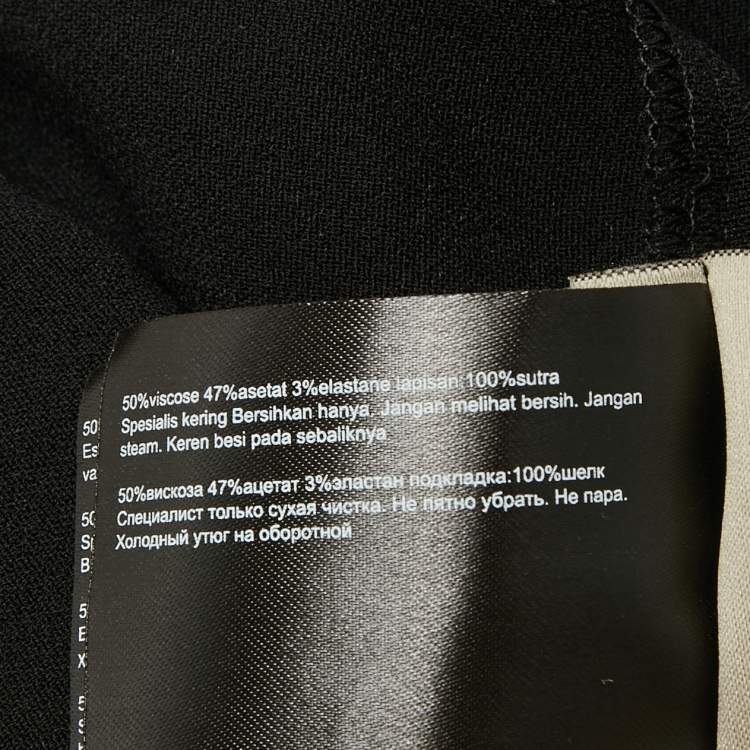 50%viscose 47%asetat 3%elastane lapisan:100%sutra
Spesialis kering Bersihkan hanya. Jangan melihat bersih. Jangan
steam. Keren besi pada sebaliknya
50%вискоза 47%ацетат 3%эластан подкладка:100%шелк
Специалист только сухая чистка. Не пятно убрать. Не пара.
Холодный утюг на оборотной